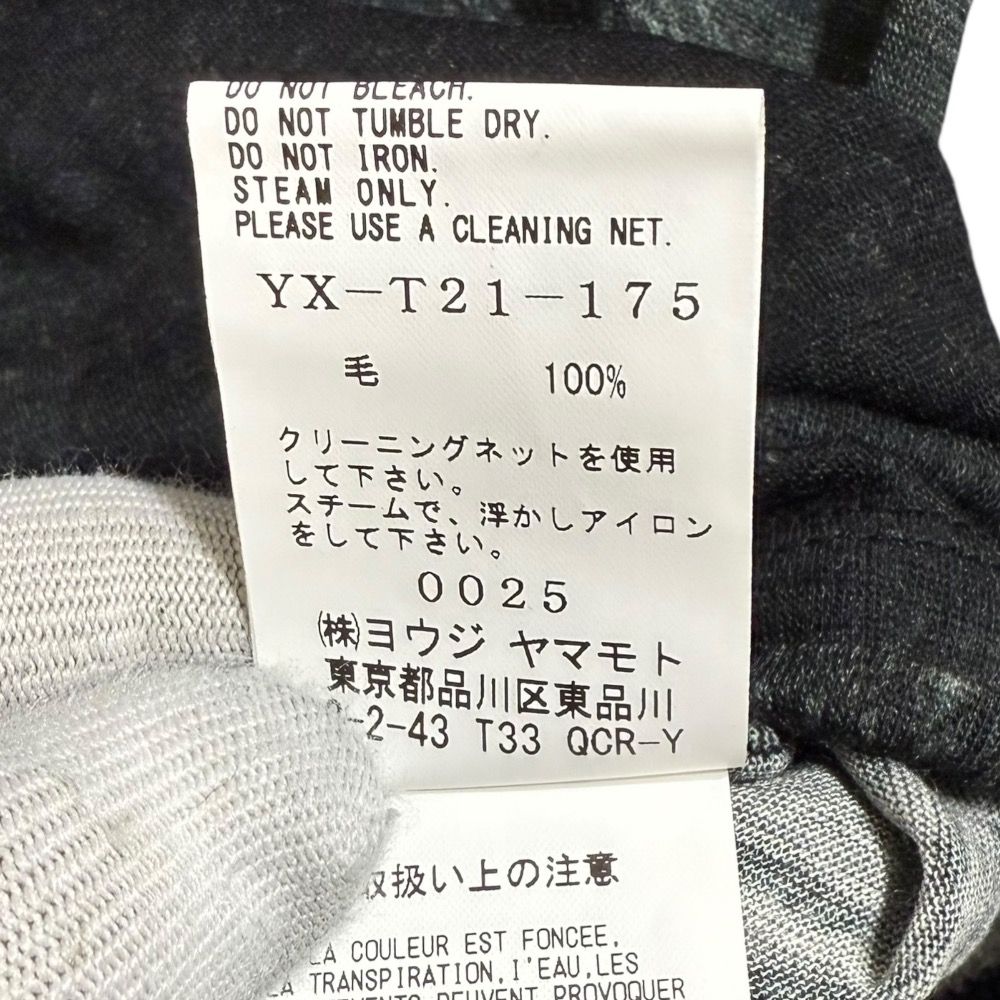 DO NOT BLEACH.
DO NOT TUMBLE DRY.
DO NOT IRON.
STEAM ONLY.
PLEASE USE A CLEANING NET.
YX-T21-175
毛 100%
クリーニングネットを使用
して下さい。
スチームで、浮かしアイロン
をして下さい。
0025
㈱ヨウジ ヤマモト
東京都品川区東品川
-2-43 T33 QCR-Y
取扱い上の注意
LA COULEUR EST FONCEE,
TRANSPIRATION,I'EAU,LES
PEUVENT PROVOQUER